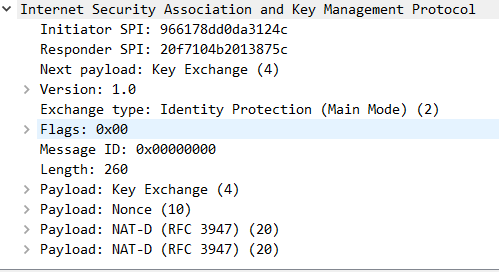 Internet Security Association and Key Management Protocol
Initiator SPI: 966178dd0da3124c
Responder SPI: 20f7104b2013875c
Next payload: Key Exchange (4)
Version: 1.0
Exchange type: Identity Protection (Main Mode) (2)
Flags: 0x00
Message ID: 0x00000000
Length: 260
Payload: Key Exchange (4)
Payload: Nonce (10)
Payload: NAT-D (RFC 3947) (20)
Payload: NAT-D (RFC 3947) (20)